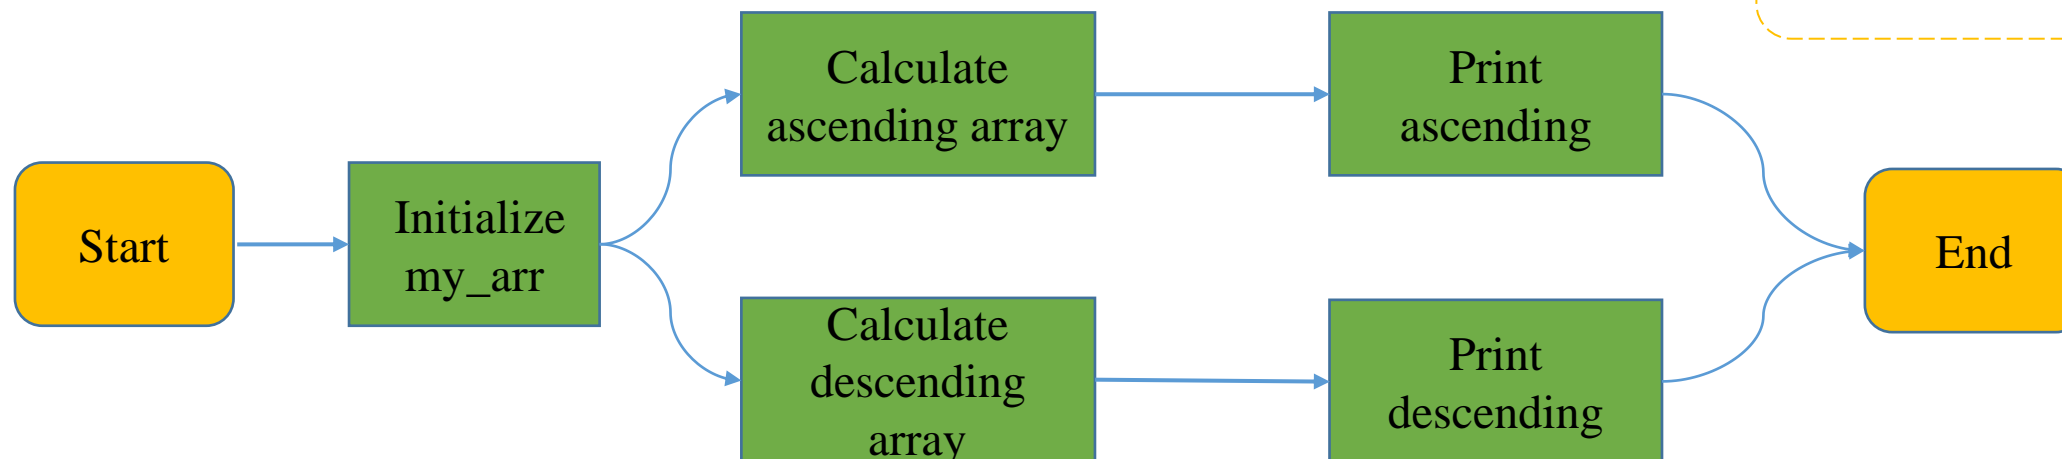 Start
Initialize
my_arr
Calculate
ascending array
Print
ascending
Calculate
descending
array
Print
descending
End